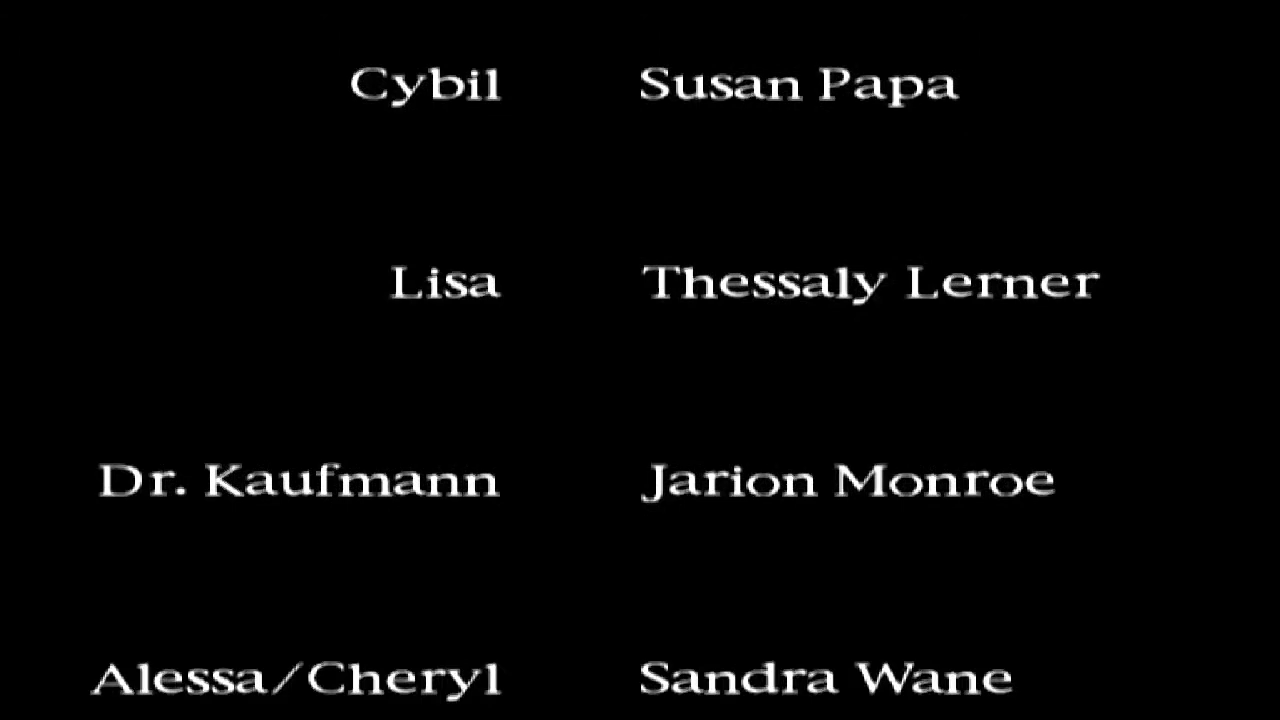 Cybil Susan Papa
Lisa Thessaly Lerner
Dr. Kaufmann Jarion Monroe
Alessa/Cheryl Sandra Wane